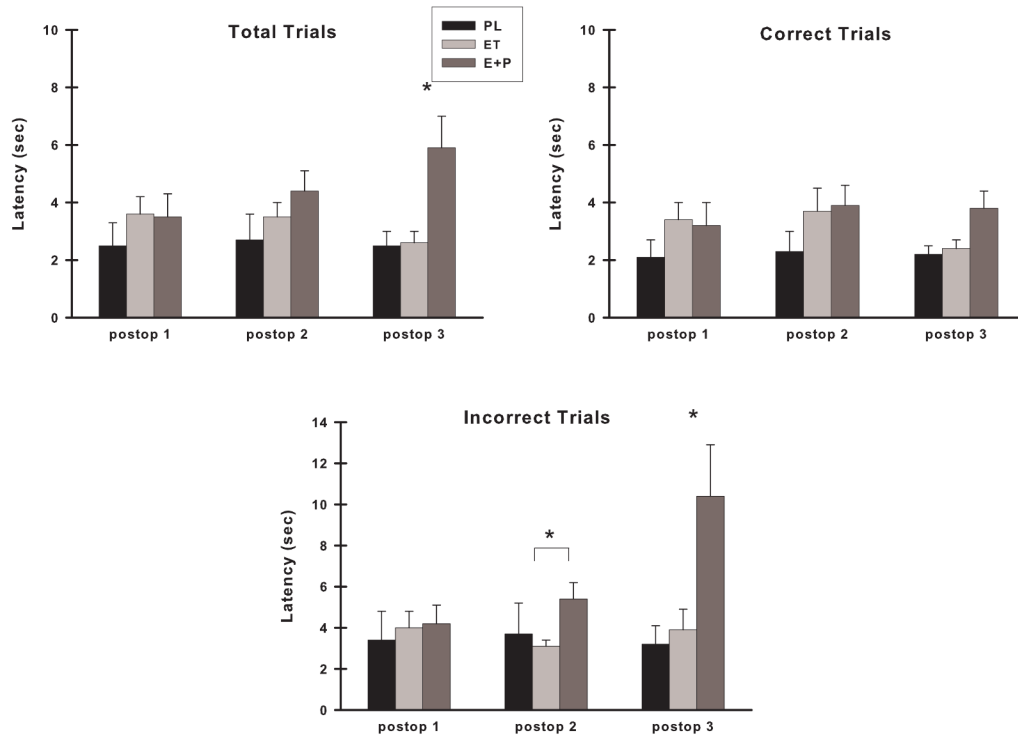 Total Trials
PL
ET
E+P
*
10
8
6
4
2
0
Latency (sec)
postop 1 postop 2 postop 3
Correct Trials
10
8
6
4
2
0
Latency (sec)
postop 1 postop 2 postop 3
Incorrect Trials
*
*
14
12
10
8
6
4
2
0
Latency (sec)
postop 1 postop 2 postop 3